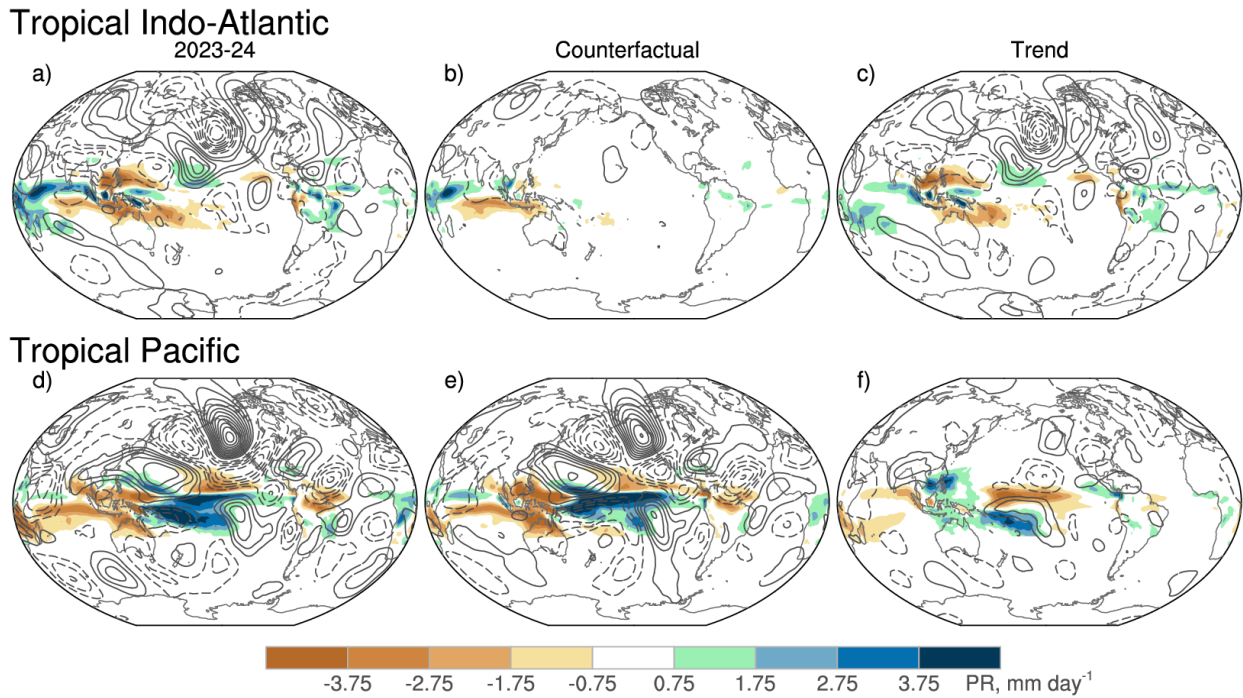 Tropical Indo-Atlantic
2023-24 Counterfactual Trend
a) b) c)
Tropical Pacific
d) e) f)
-3.75 -2.75 -1.75 -0.75 0.75 1.75 2.75 3.75 PR, mm day⁻¹